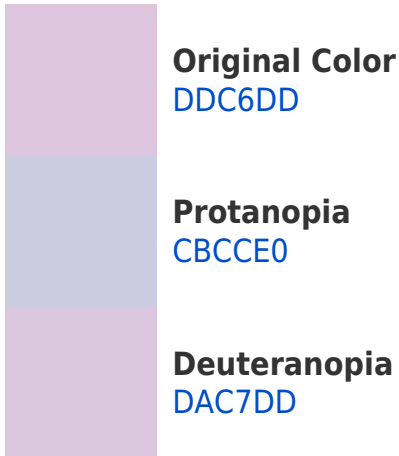 Original Color
DDC6DD
Protanopia
CBCCE0
Deuteranopia
DAC7DD